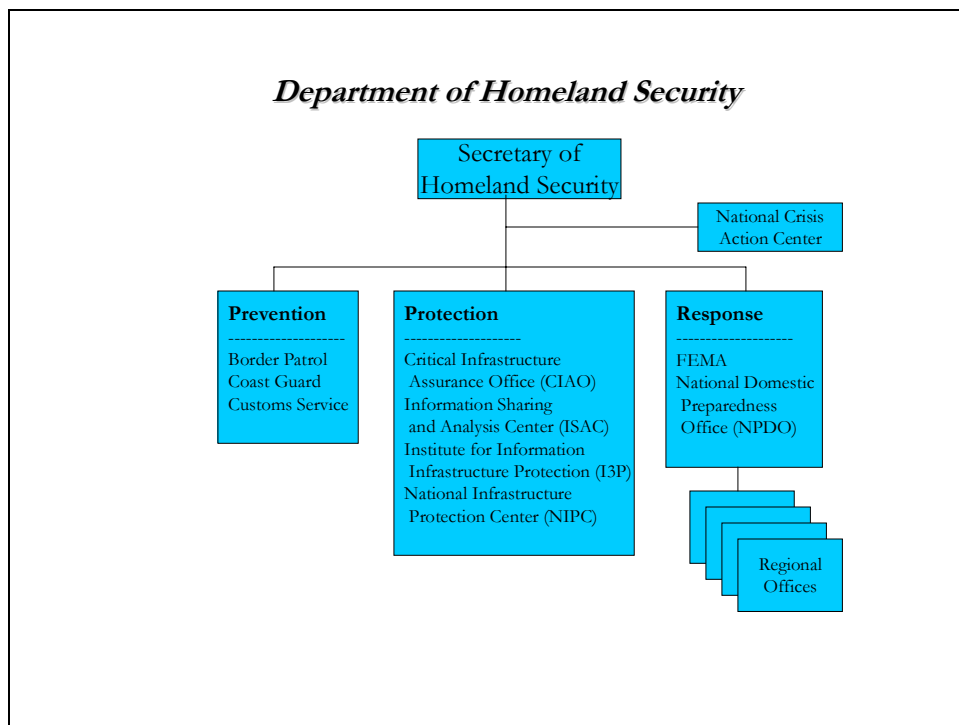 Department of Homeland Security
Secretary of
Homeland Security
National Crisis
Action Center
Prevention
--------------------
Border Patrol
Coast Guard
Customs Service
Protection
--------------------
Critical Infrastructure
Assurance Office (CIAO)
Information Sharing
and Analysis Center (ISAC)
Institute for Information
Infrastructure Protection (I3P)
National Infrastructure
Protection Center (NIPC)
Response
--------------------
FEMA
National Domestic
Preparedness
Office (NPDO)
Regional
Offices